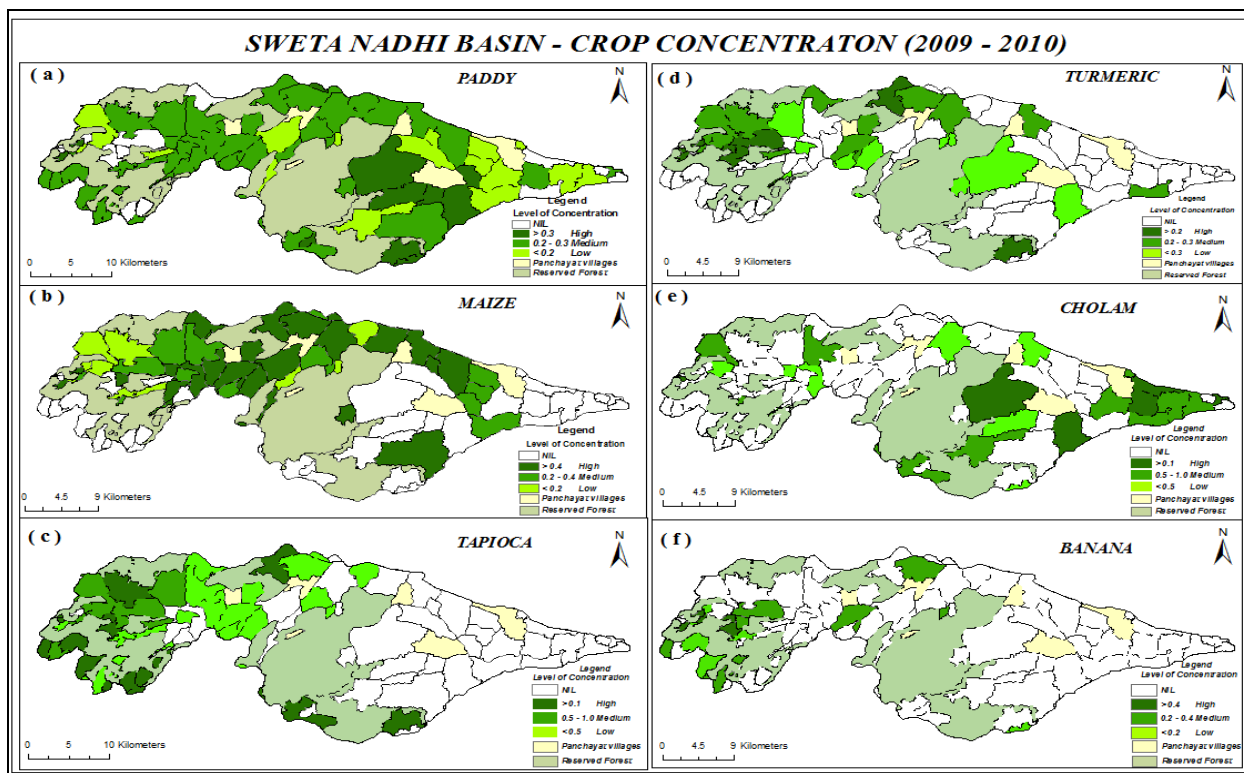 SWETA NADHI BASIN - CROP CONCENTRATON (2009 - 2010)
( a )
PADDY
N
Legend
Level of Concentration
NIL
> 0.3 High
0.2 - 0.3 Medium
< 0.2 Low
Panchayat villages
Reserved Forest
0 5 10 Kilometers
( b )
MAIZE
N
Legend
Level of Concentration
NIL
> 0.4 High
0.2 - 0.4 Medium
< 0.2 Low
Panchayat villages
Reserved Forest
0 4.5 9 Kilometers
( c )
TAPIOCA
N
Legend
Level of Concentration
NIL
> 0.1 High
0.5 - 1.0 Medium
< 0.5 Low
Panchayat villages
Reserved Forest
0 5 10 Kilometers
( d )
TURMERIC
N
Legend
Level of Concentration
NIL
> 0.2 High
0.2 - 0.3 Medium
< 0.3 Low
Panchayat villages
Reserved Forest
0 4.5 9 Kilometers
( e )
CHOLAM
N
Legend
Level of Concentration
NIL
>0.1 High
0.5 - 1.0 Medium
<0.5 Low
Panchayat villages
Reserved Forest
0 4.5 9 Kilometers
( f )
BANANA
N
Legend
Level of Concentration
NIL
> 0.4 High
0.2 - 0.4 Medium
< 0.2 Low
Panchayat villages
Reserved Forest
0 4.5 9 Kilometers